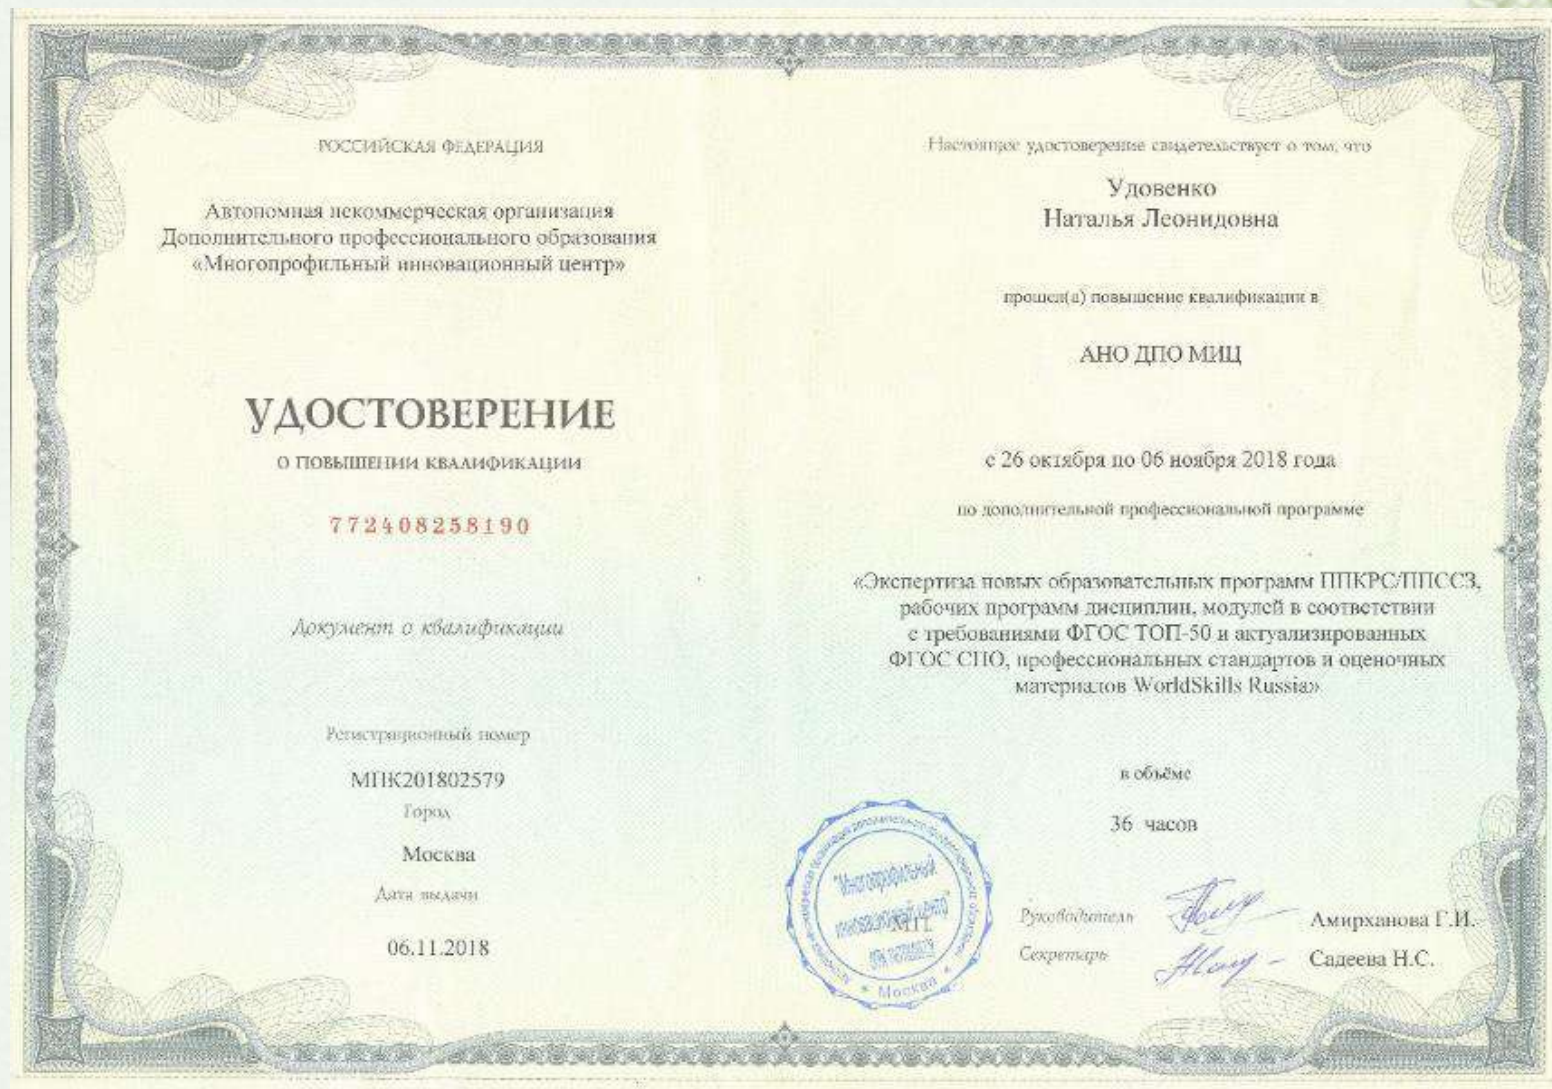 РОССИЙСКАЯ ФЕДЕРАЦИЯ
Автономная некоммерческая организация
Дополнительного профессионального образования
«Многопрофильный инновационный центр»
УДОСТОВЕРЕНИЕ
О ПОВЫШЕНИИ КВАЛИФИКАЦИИ
772408258190
Документ о квалификации
Регистрационный номер
МПК201802579
Город
Москва
Дата выдачи
06.11.2018
Настоящее удостоверение свидетельствует о том, что
Удовенко
Наталья Леонидовна
прошел(а) повышение квалификации в
АНО ДПО МИЦ
с 26 октября по 06 ноября 2018 года
по дополнительной профессиональной программе
«Экспертиза новых образовательных программ ППКРС/ППССЗ,
рабочих программ дисциплин, модулей в соответствии
с требованиями ФГОС ТОП-50 и актуализированных
ФГОС СПО, профессиональных стандартов и оценочных
материалов WorldSkills Russia»
в объёме
36 часов
"Многопрофильный
инновационный центр"
М.П.
* Москва *
Руководитель
Амирханова Г.И.
Секретарь
Садеева Н.С.